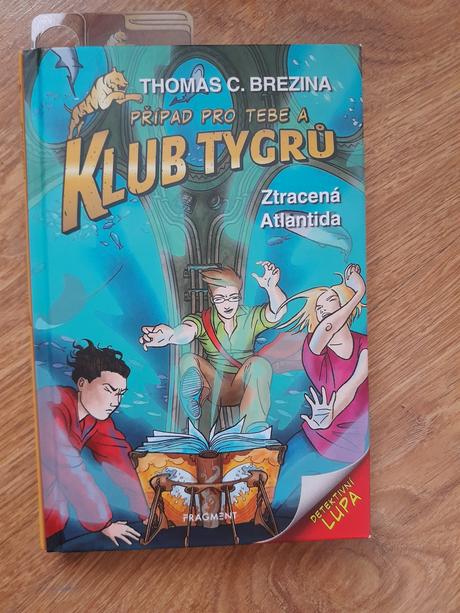 THOMAS C. BREZINA
PŘÍPAD PRO TEBE A
KLUB TYGRŮ
Ztracená
Atlantida
DETEKTIVNÍ
LUPA
FRAGMENT